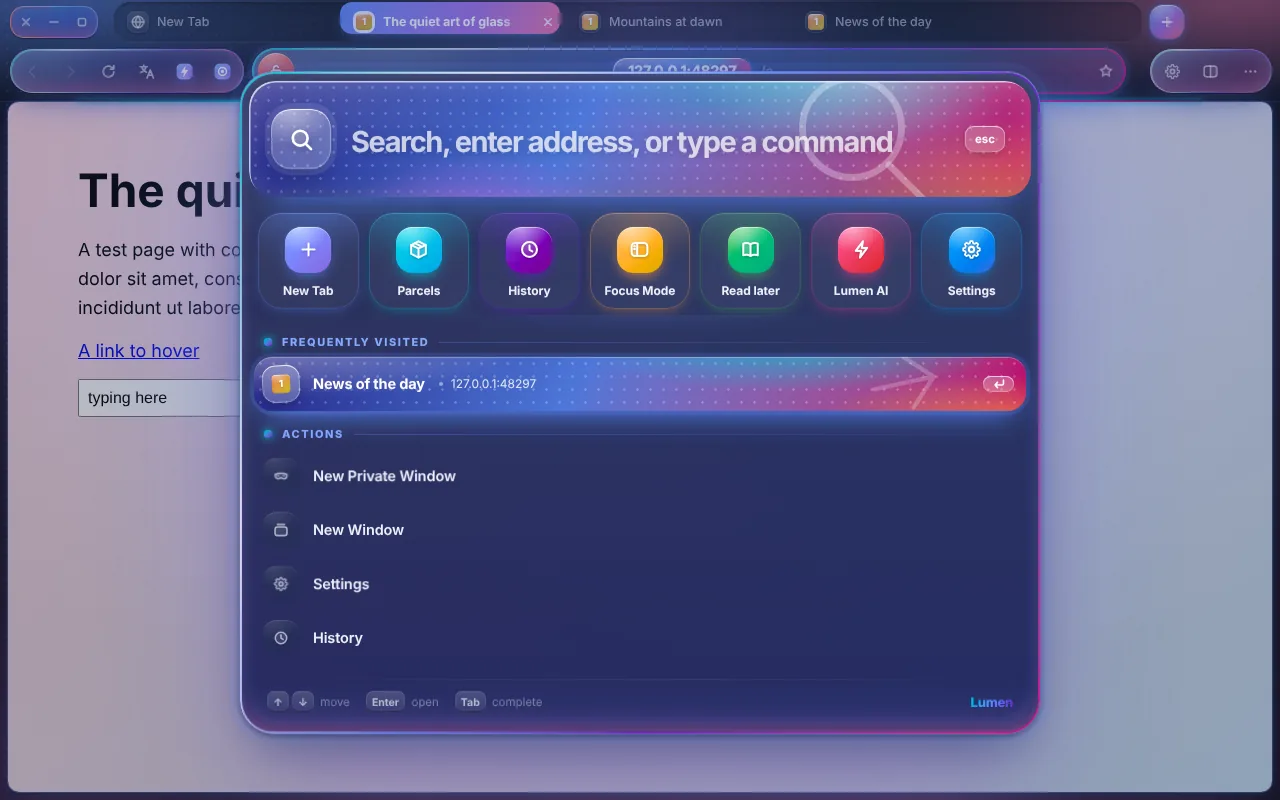 New Tab
1 The quiet art of glass
1 Mountains at dawn
1 News of the day
127.0.0.1:48297
Search, enter address, or type a command
esc
The qui
A test page with co
dolor sit amet, cons
incididunt ut labore
A link to hover
typing here
New Tab
Parcels
History
Focus Mode
Read later
Lumen AI
Settings
FREQUENTLY VISITED
1 News of the day • 127.0.0.1:48297
ACTIONS
New Private Window
New Window
Settings
History
move Enter open Tab complete
Lumen